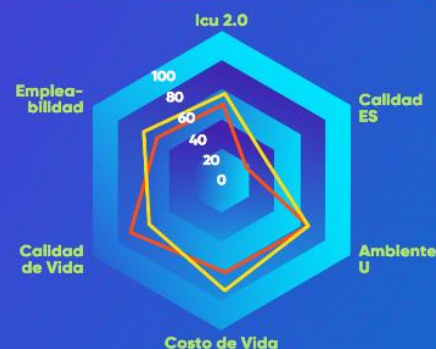 Icu 2.0
100
80
60
40
20
0
Emplea-
bilidad
Calidad
ES
Calidad
de Vida
Ambiente
U
Costo de Vida